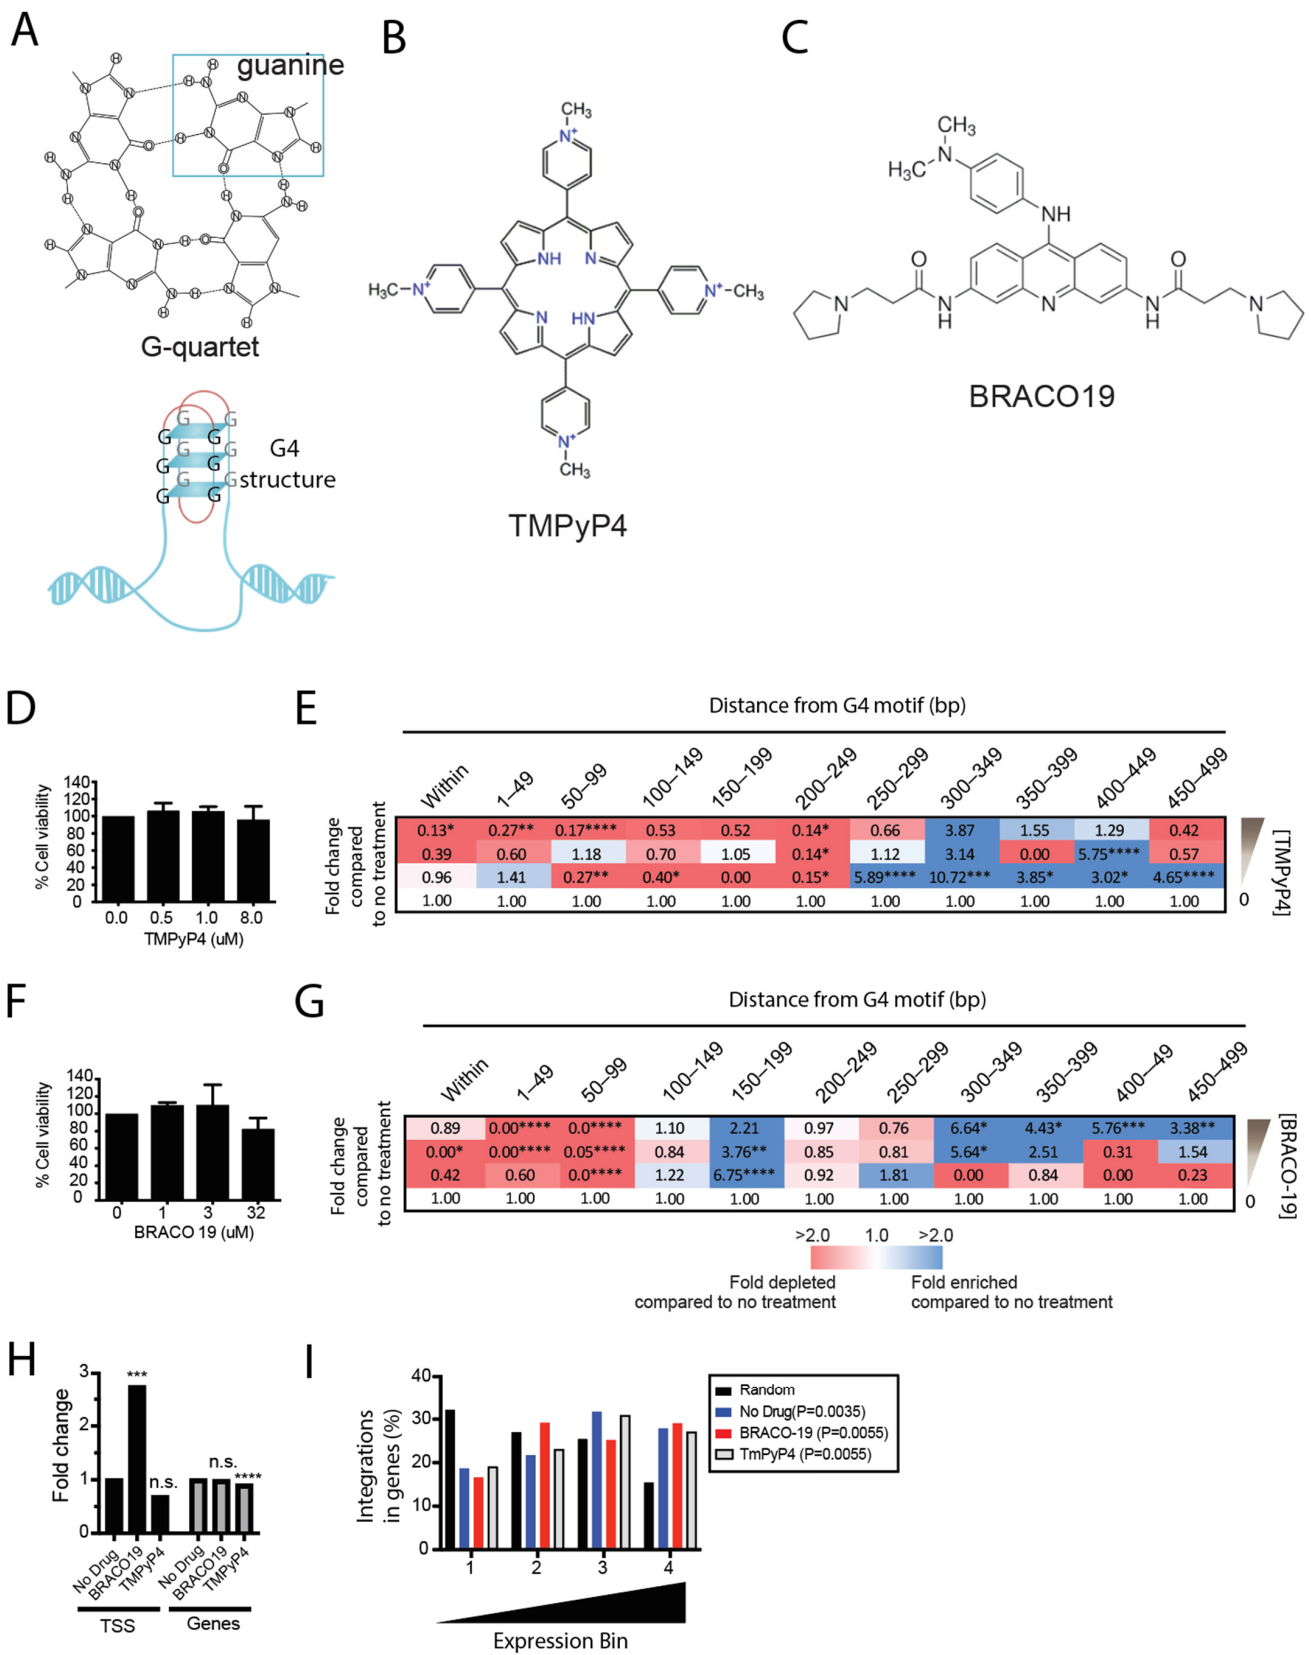 A
guanine
G-quartet
G4
structure
B
CH₃
N⁺
NH N
H₃C N⁺ N⁺ CH₃
N HN
N⁺
CH₃
TMPyP4
C
CH₃
H₃C N
NH
O O
N N H N N H N
BRACO19
D
% Cell viability
140
120
100
80
60
40
20
0
0.0 0.5 1.0 8.0
TMPyP4 (uM)
E
Distance from G4 motif (bp)
Within 1–49 50–99 100–149 150–199 200–249 250–299 300–349 350–399 400–449 450–499
Fold change
compared
to no treatment
0.13* 0.27** 0.17**** 0.53 0.52 0.14* 0.66 3.87 1.55 1.29 0.42
0.39 0.60 1.18 0.70 1.05 0.14* 1.12 3.14 0.00 5.75**** 0.57
0.96 1.41 0.27** 0.40* 0.00 0.15* 5.89**** 10.72*** 3.85* 3.02* 4.65****
1.00 1.00 1.00 1.00 1.00 1.00 1.00 1.00 1.00 1.00 1.00
0
[TMPyP4]
F
% Cell viability
140
120
100
80
60
40
20
0
0 1 3 32
BRACO 19 (uM)
G
Distance from G4 motif (bp)
Within 1–49 50–99 100–149 150–199 200–249 250–299 300–349 350–399 400–49 450–499
Fold change
compared
to no treatment
0.89 0.00**** 0.0**** 1.10 2.21 0.97 0.76 6.64* 4.43* 5.76*** 3.38**
0.00* 0.00**** 0.05**** 0.84 3.76** 0.85 0.81 5.64* 2.51 0.31 1.54
0.42 0.60 0.0**** 1.22 6.75**** 0.92 1.81 0.00 0.84 0.00 0.23
1.00 1.00 1.00 1.00 1.00 1.00 1.00 1.00 1.00 1.00 1.00
0
[BRACO-19]
>2.0 1.0 >2.0
Fold depleted
compared to no treatment
Fold enriched
compared to no treatment
H
Fold change
3
2
1
0
***
n.s.
n.s.
****
No Drug BRACO19 TMPyP4 No Drug BRACO19 TMPyP4
TSS Genes
I
Integrations
in genes (%)
40
30
20
10
0
1 2 3 4
Expression Bin
Random
No Drug(P=0.0035)
BRACO-19 (P=0.0055)
TmPyP4 (P=0.0055)